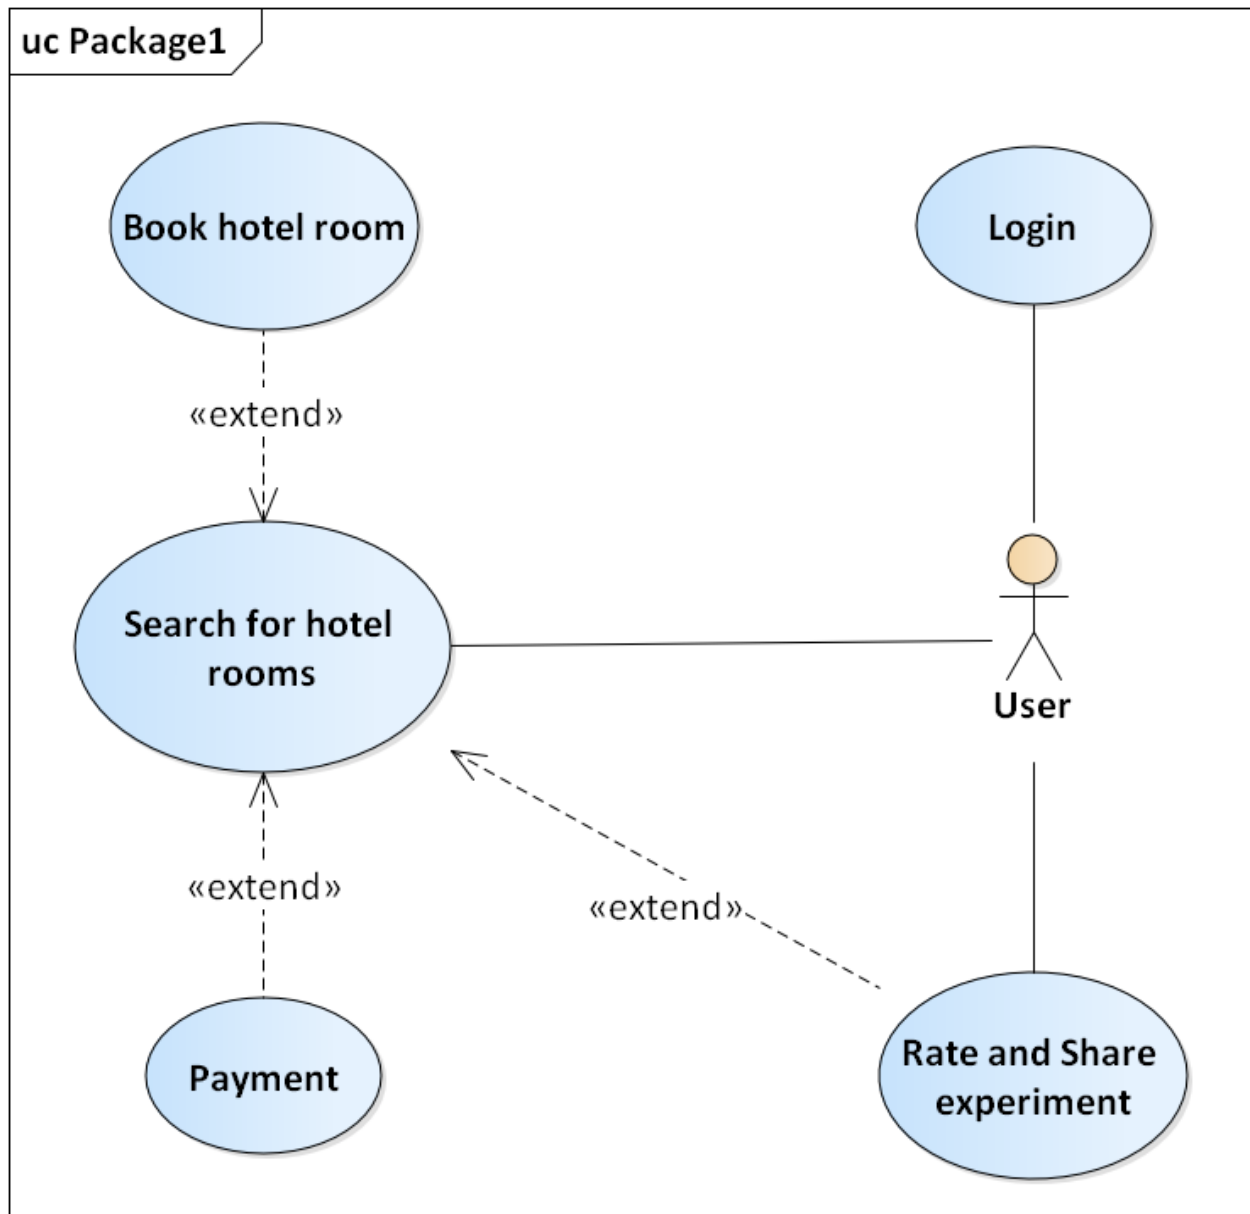 uc Package1
Book hotel room
Login
«extend»
Search for hotel
rooms
User
«extend»
«extend»
Payment
Rate and Share
experiment